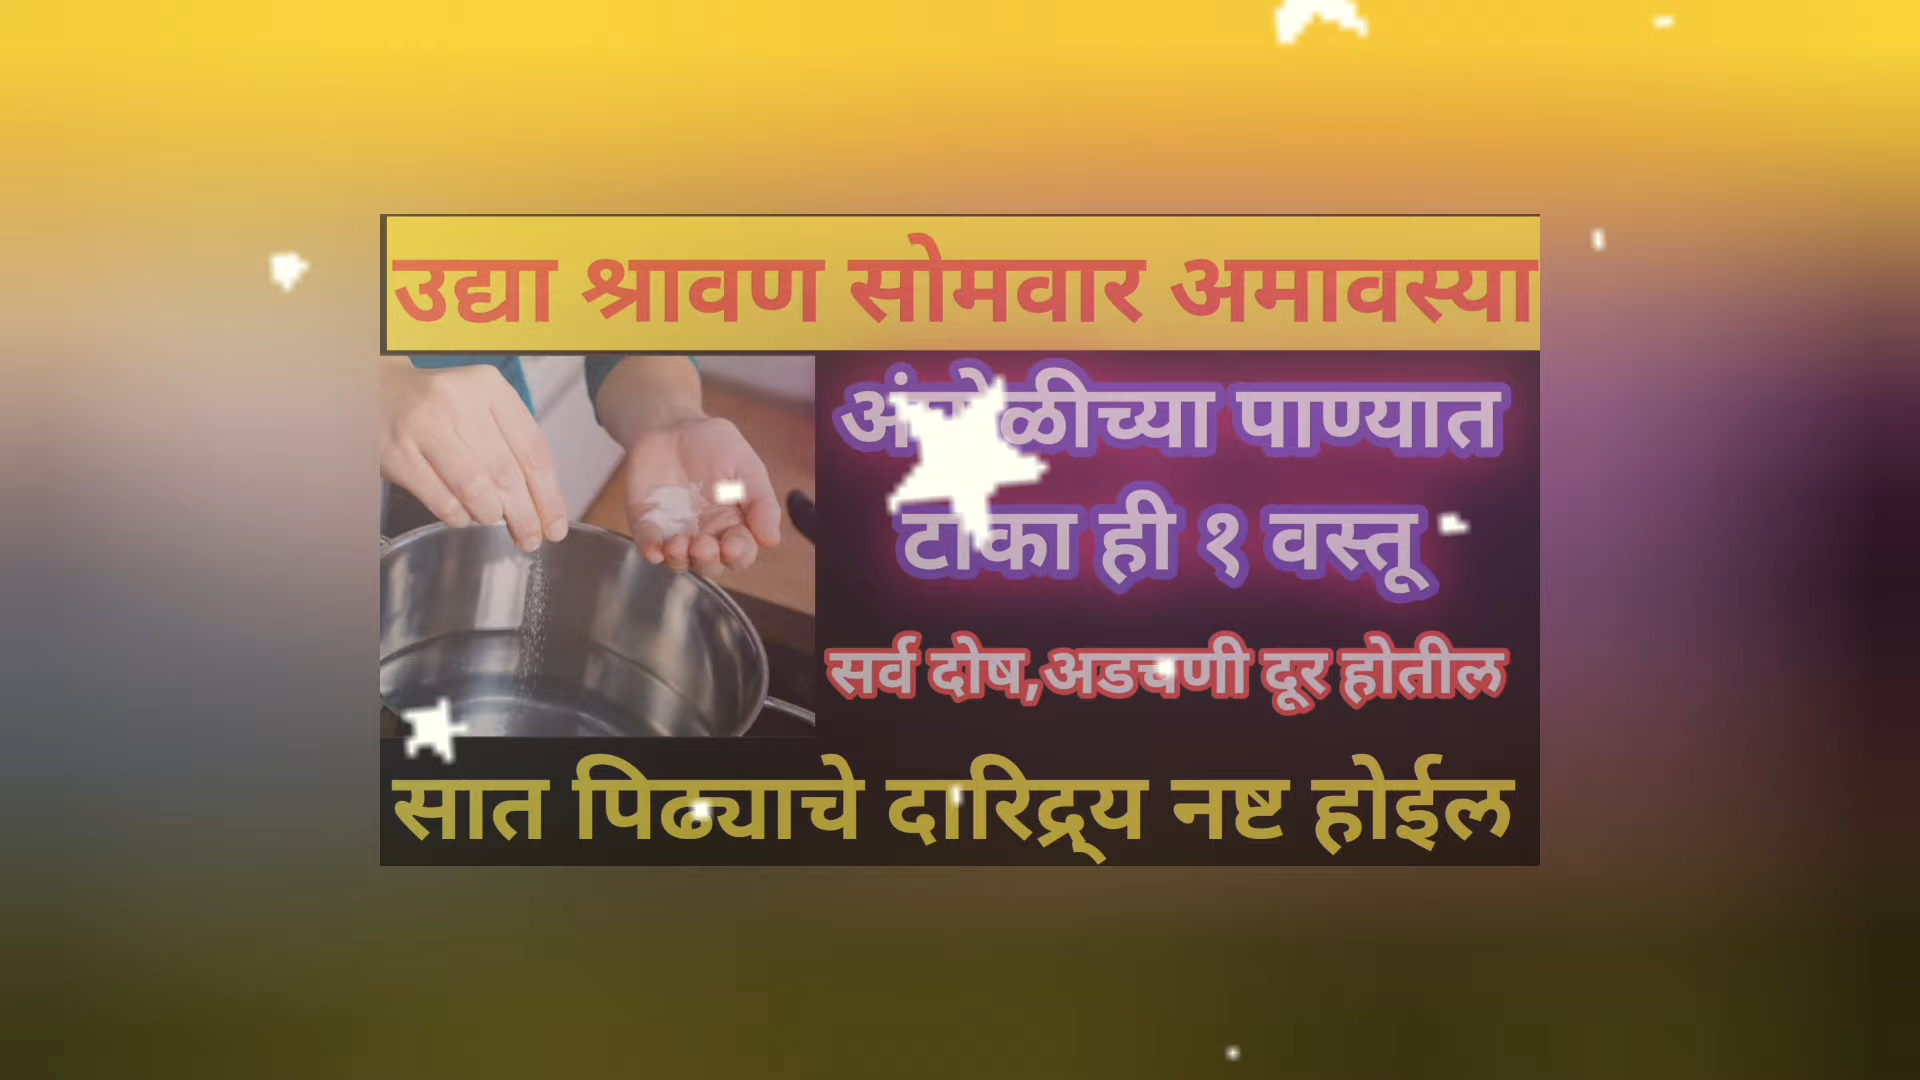 उद्या श्रावण सोमवार अमावस्या
पाण्यात
टाका ही १ वस्तू
सर्व दोष,अडचणी दूर होतील
सात पिढ्याचे दारिद्र्य नष्ट होईल